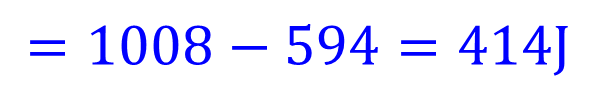 = 1008 − 594 = 414J